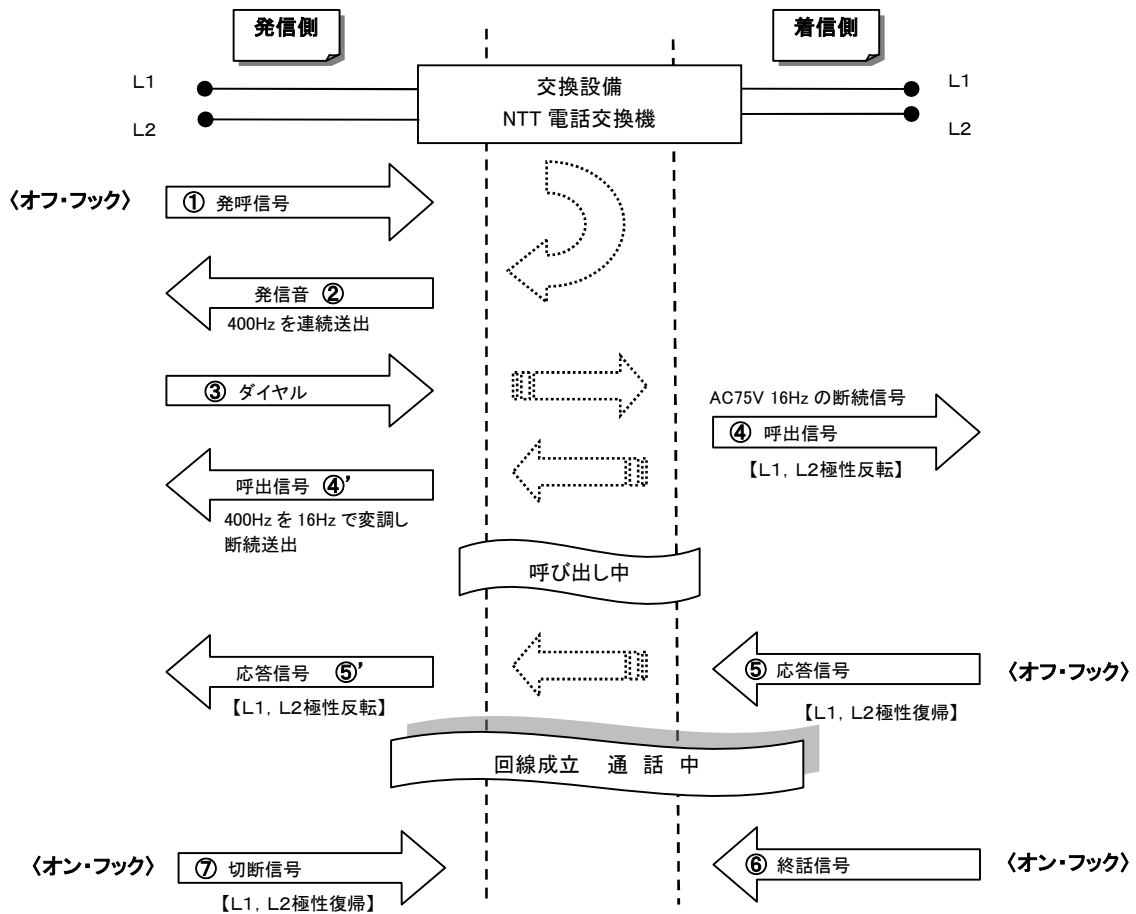 発信側
着信側
L1
L2
交換設備
NTT 電話交換機
L1
L2
〈オフ・フック〉
① 発呼信号
発信音 ②
400Hz を連続送出
③ ダイヤル
AC75V 16Hz の断続信号
④ 呼出信号
【L1, L2極性反転】
呼出信号 ④’
400Hz を 16Hz で変調し
断続送出
呼び出し中
応答信号 ⑤’
【L1, L2極性反転】
⑤ 応答信号
〈オフ・フック〉
【L1, L2極性復帰】
回線成立 通 話 中
〈オン・フック〉
⑦ 切断信号
【L1, L2極性復帰】
⑥ 終話信号
〈オン・フック〉